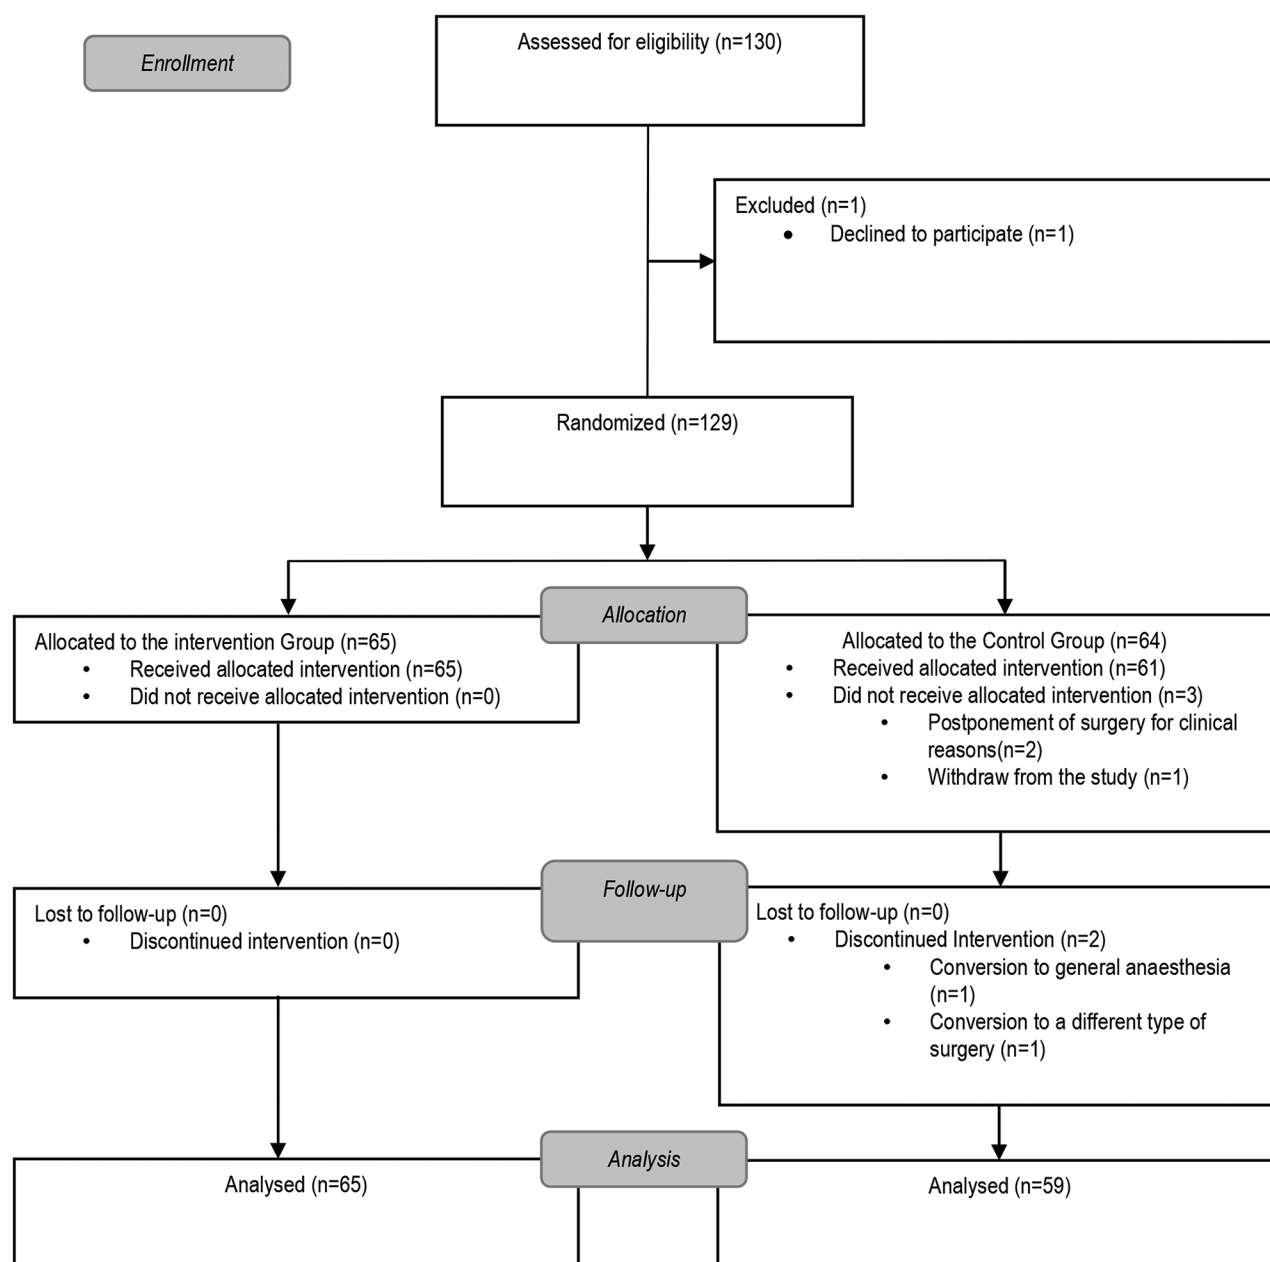 Enrollment
Assessed for eligibility (n=130)
Excluded (n=1)
• Declined to participate (n=1)
Randomized (n=129)
Allocation
Allocated to the intervention Group (n=65)
• Received allocated intervention (n=65)
• Did not receive allocated intervention (n=0)
Allocated to the Control Group (n=64)
• Received allocated intervention (n=61)
• Did not receive allocated intervention (n=3)
• Postponement of surgery for clinical
reasons(n=2)
• Withdraw from the study (n=1)
Follow-up
Lost to follow-up (n=0)
• Discontinued intervention (n=0)
Lost to follow-up (n=0)
• Discontinued Intervention (n=2)
• Conversion to general anaesthesia
(n=1)
• Conversion to a different type of
surgery (n=1)
Analysis
Analysed (n=65)
Analysed (n=59)